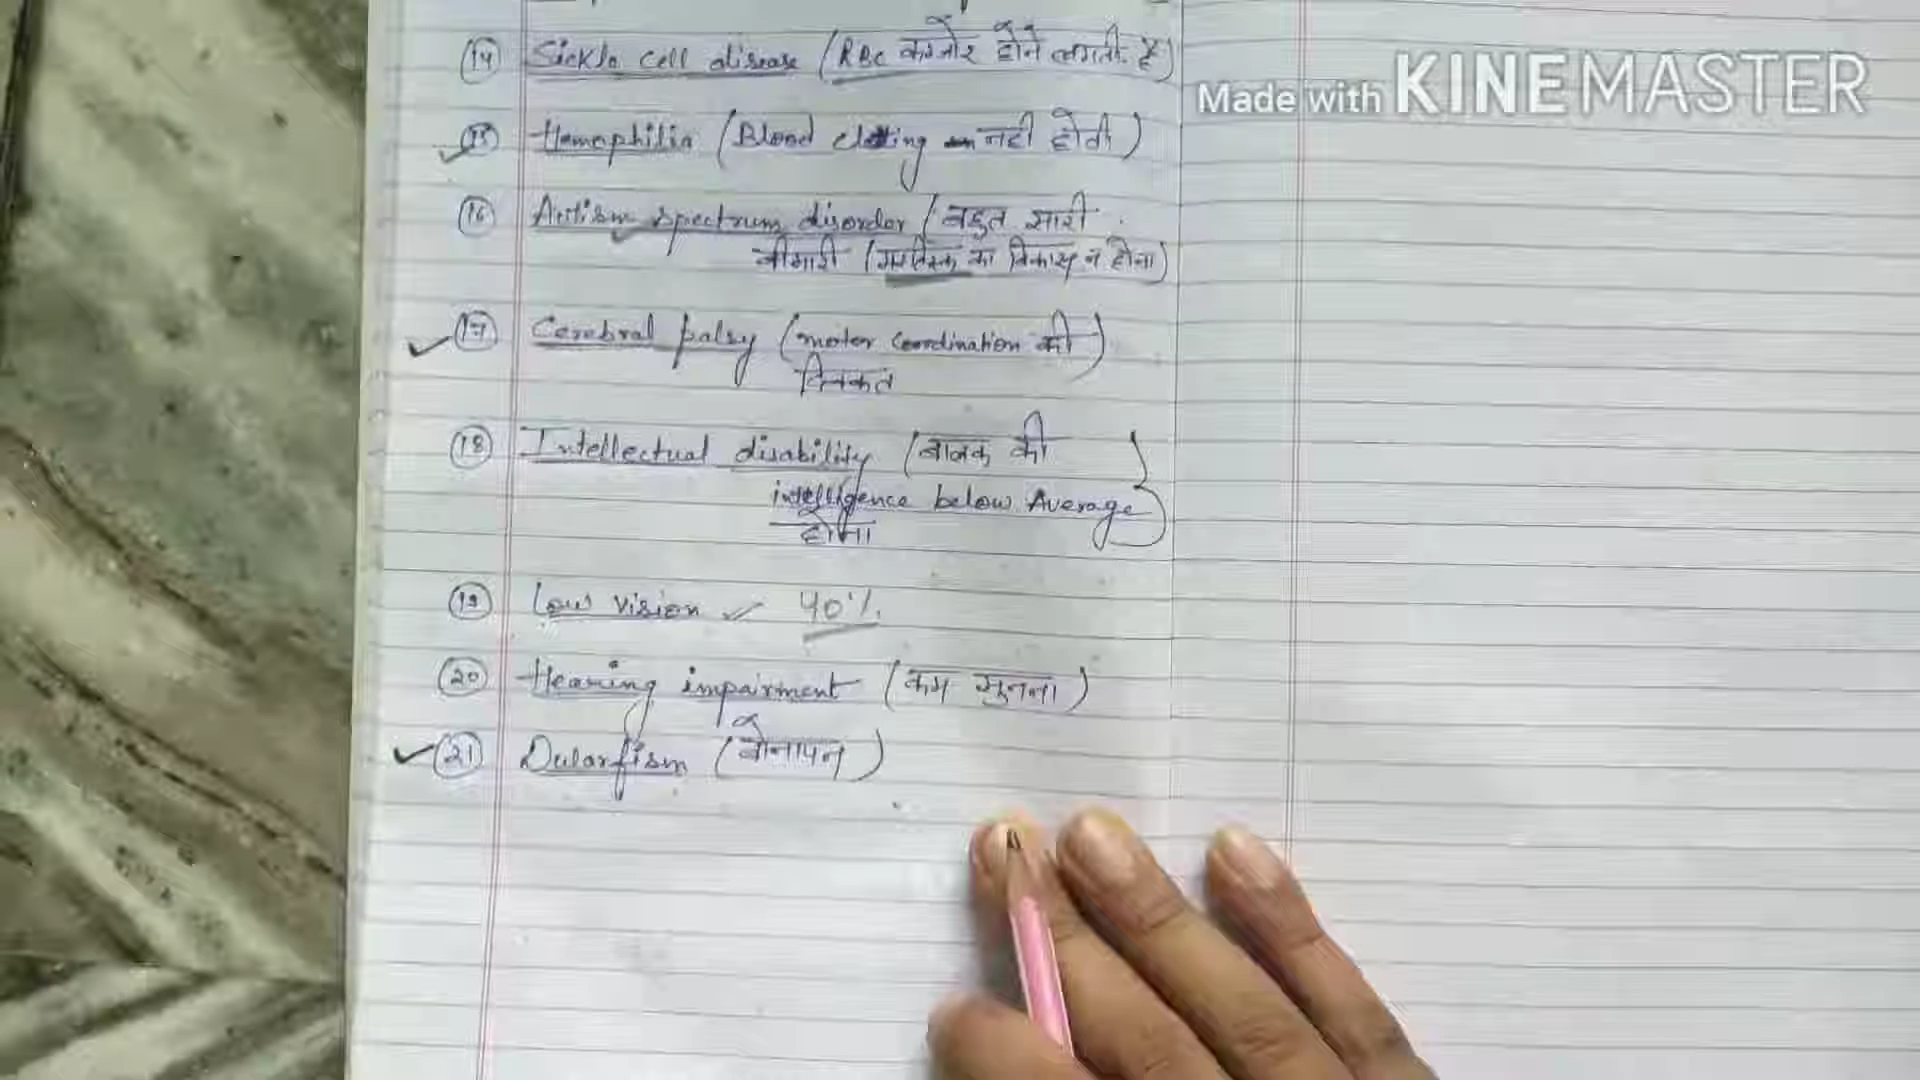 (14) Sickle cell disease (RBC कमजोर होने लगती है)
Made with KINEMASTER
(15) Hemophilia (Blood clotting नही होती)
(16) Autism spectrum disorder (बहुत सारी
बीमारी (मस्तिस्क का विकास न होना)
(17) Cerebral palsy (motor coordination की)
दिक्कत
(18) Intellectual disability (बालक की
intelligence below Average
होना
(19) Low vision ✓ 40%.
(20) Hearing impairment (कम सुनना)
(21) Dwarfism (बौनापन)